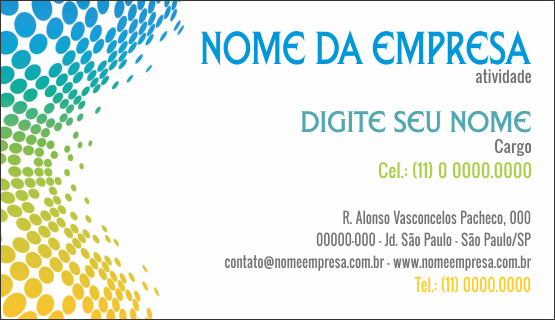 NOME DA EMPRESA
atividade
DIGITE SEU NOME
Cargo
Cel.: (11) 0 0000.0000
R. Alonso Vasconcelos Pacheco, 000
00000-000 - Jd. São Paulo - São Paulo/SP
contato@nomeempresa.com.br - www.nomeempresa.com.br
Tel.: (11) 0000.0000